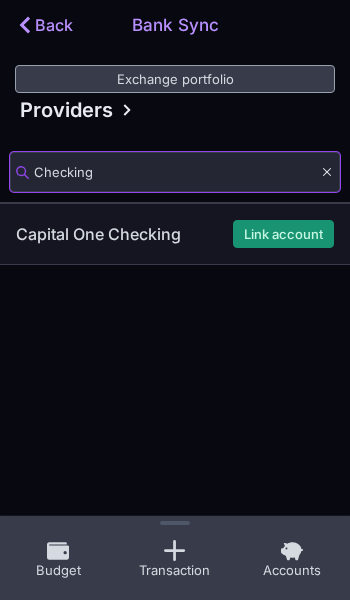 Back
Bank Sync
Exchange portfolio
Providers
Checking
Capital One Checking
Link account
Budget
Transaction
Accounts